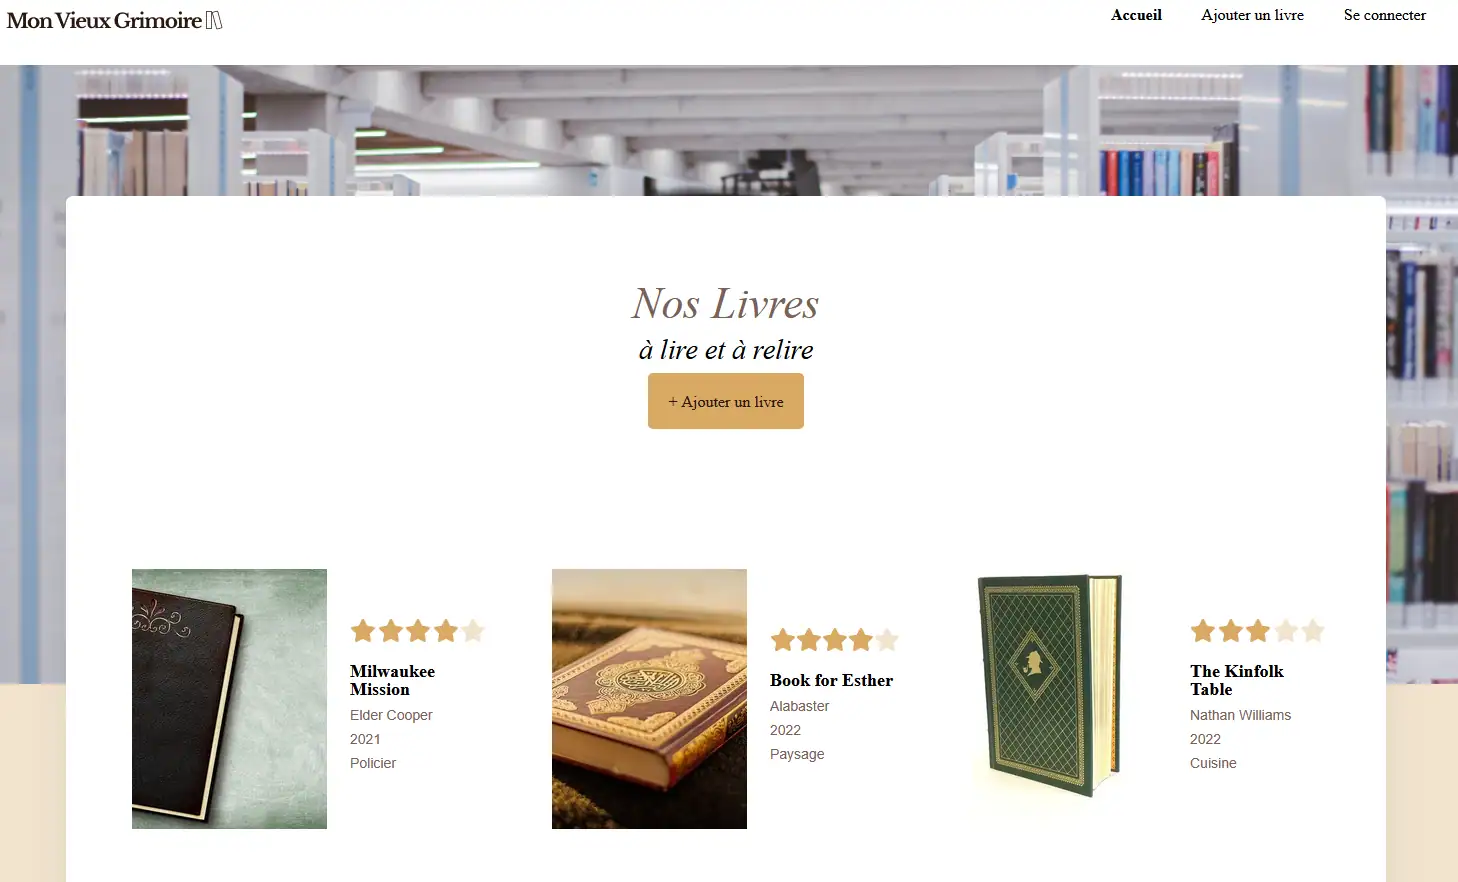 Mon Vieux Grimoire
Accueil
Ajouter un livre
Se connecter
Nos Livres
à lire et à relire
+ Ajouter un livre
Milwaukee
Mission
Elder Cooper
2021
Policier
Book for Esther
Alabaster
2022
Paysage
The Kinfolk
Table
Nathan Williams
2022
Cuisine